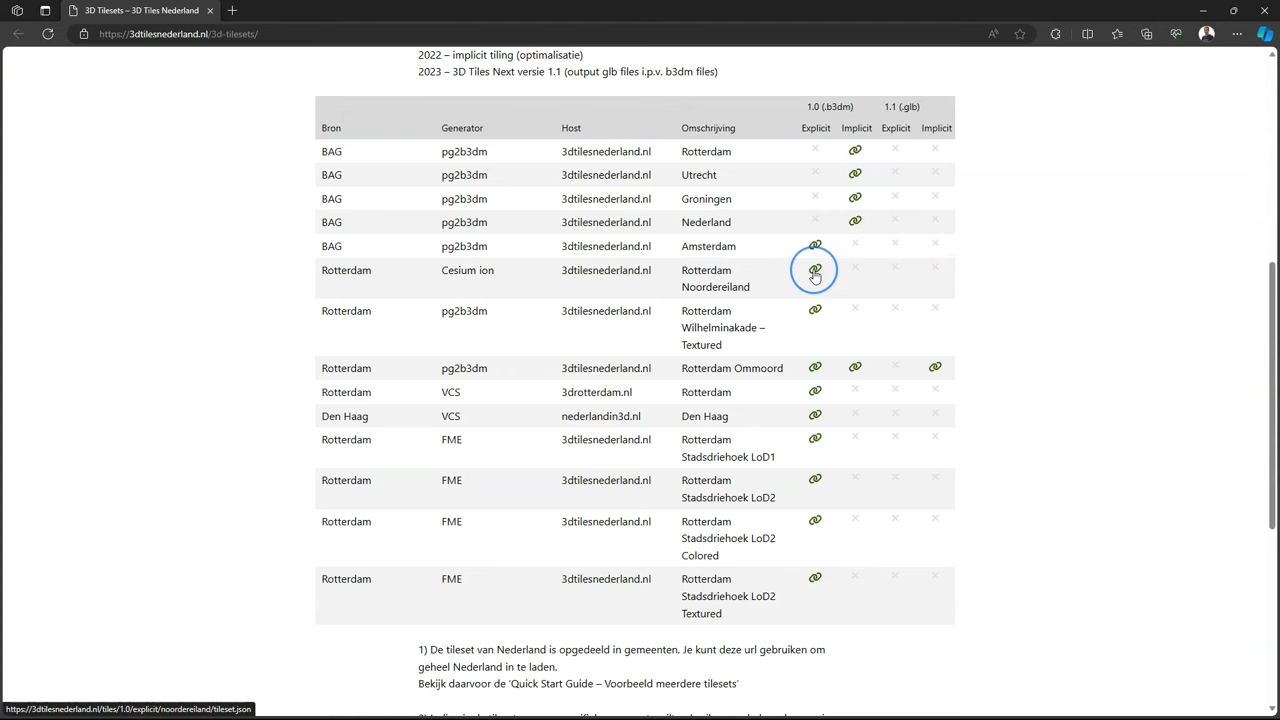 3D Tilesets – 3D Tiles Nederland
https://3dtilesnederland.nl/3d-tilesets/
2022 – implicit tiling (optimalisatie)
2023 – 3D Tiles Next versie 1.1 (output glb files i.p.v. b3dm files)
1.0 (.b3dm) 1.1 (.glb)
Bron Generator Host Omschrijving Explicit Implicit Explicit Implicit
BAG pg2b3dm 3dtilesnederland.nl Rotterdam
BAG pg2b3dm 3dtilesnederland.nl Utrecht
BAG pg2b3dm 3dtilesnederland.nl Groningen
BAG pg2b3dm 3dtilesnederland.nl Nederland
BAG pg2b3dm 3dtilesnederland.nl Amsterdam
Rotterdam Cesium ion 3dtilesnederland.nl Rotterdam
Noordereiland
Rotterdam pg2b3dm 3dtilesnederland.nl Rotterdam
Wilhelminakade –
Textured
Rotterdam pg2b3dm 3dtilesnederland.nl Rotterdam Ommoord
Rotterdam VCS 3drotterdam.nl Rotterdam
Den Haag VCS nederlandin3d.nl Den Haag
Rotterdam FME 3dtilesnederland.nl Rotterdam
Stadsdriehoek LoD1
Rotterdam FME 3dtilesnederland.nl Rotterdam
Stadsdriehoek LoD2
Rotterdam FME 3dtilesnederland.nl Rotterdam
Stadsdriehoek LoD2
Colored
Rotterdam FME 3dtilesnederland.nl Rotterdam
Stadsdriehoek LoD2
Textured
1) De tileset van Nederland is opgedeeld in gemeenten. Je kunt deze url gebruiken om
geheel Nederland in te laden.
Bekijk daarvoor de 'Quick Start Guide – Voorbeeld meerdere tilesets'
https://3dtilesnederland.nl/tiles/1.0/explicit/noordereiland/tileset.json